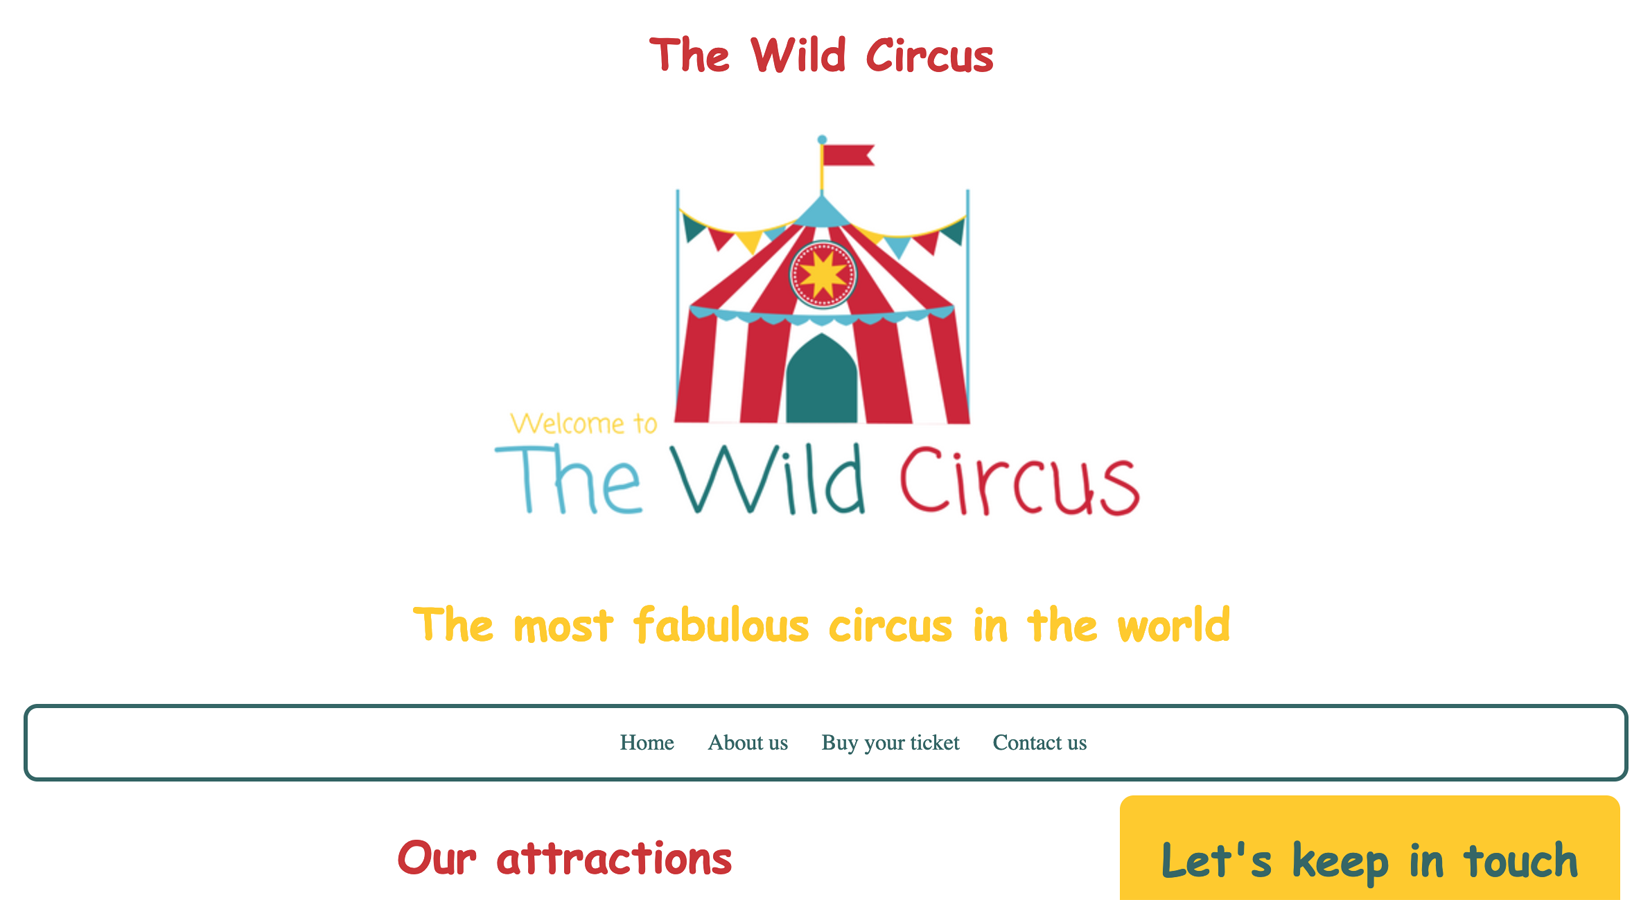 The Wild Circus
Welcome to
The Wild Circus
The most fabulous circus in the world
Home About us Buy your ticket Contact us
Our attractions
Let's keep in touch